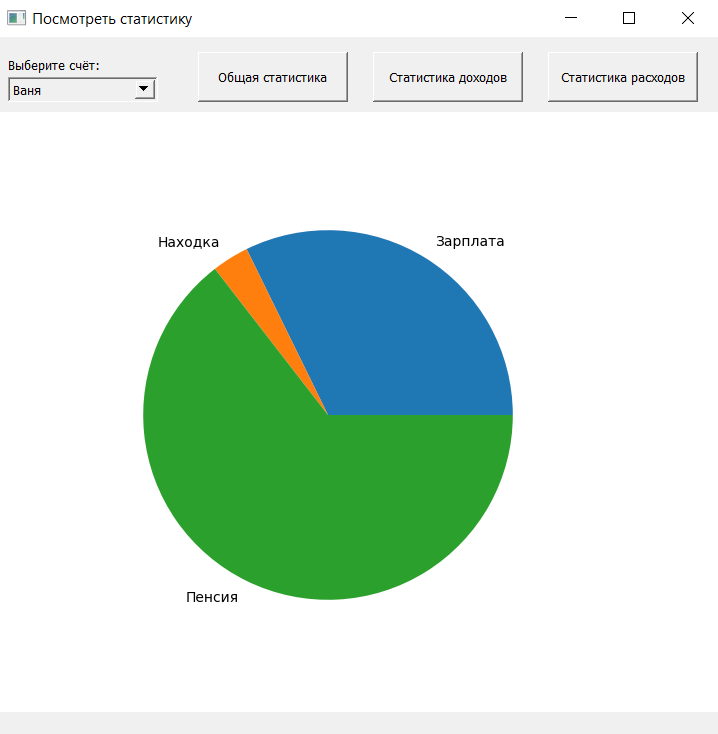 Посмотреть статистику
Выберите счёт:
Ваня
Общая статистика
Статистика доходов
Статистика расходов
Находка
Зарплата
Пенсия